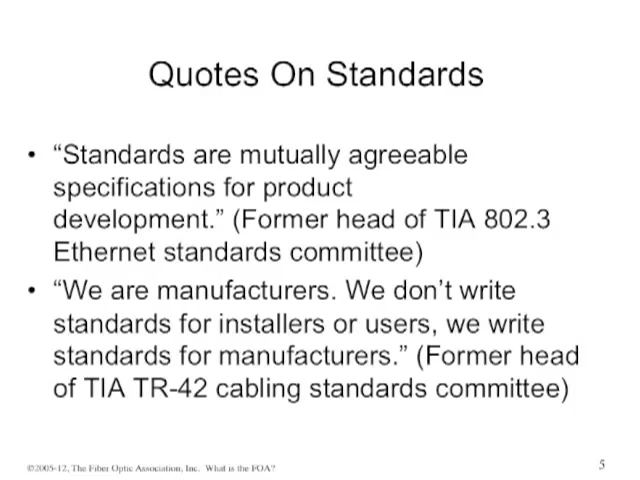 Quotes On Standards
• “Standards are mutually agreeable
specifications for product
development.” (Former head of TIA 802.3
Ethernet standards committee)
• “We are manufacturers. We don’t write
standards for installers or users, we write
standards for manufacturers.” (Former head
of TIA TR-42 cabling standards committee)
©2005-12, The Fiber Optic Association, Inc. What is the FOA?
5